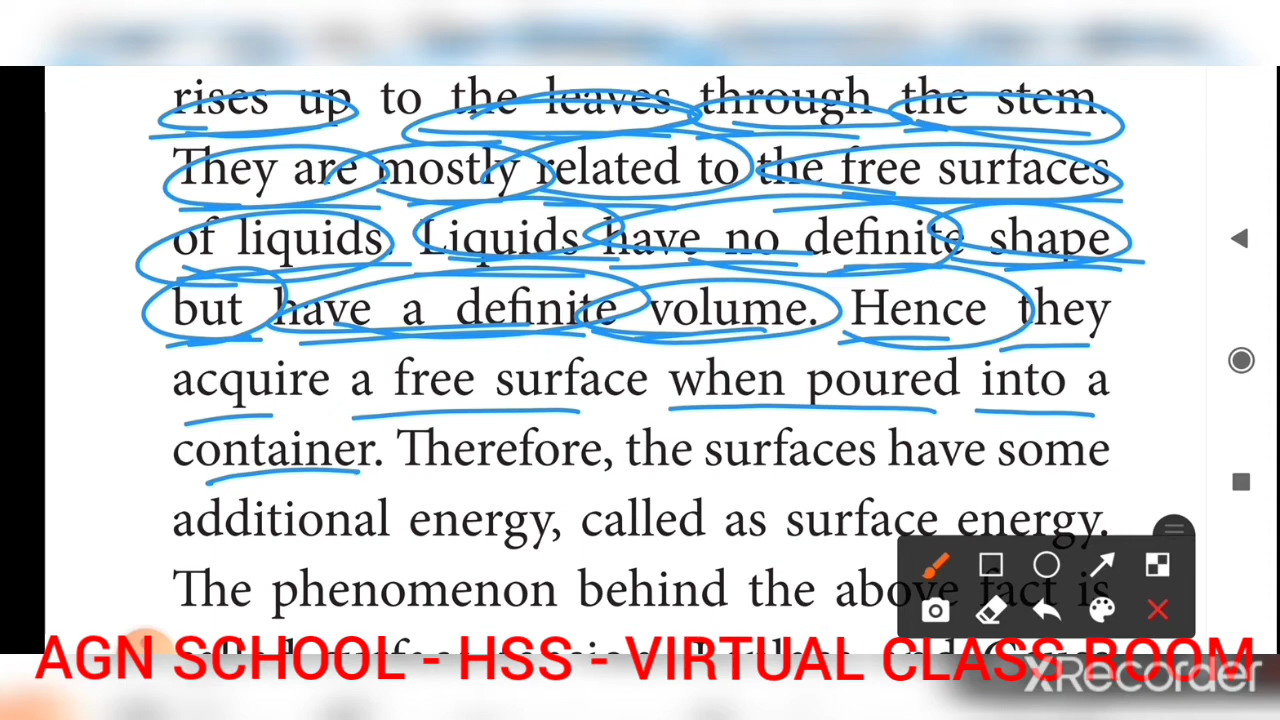 rises up to the leaves through the stem.
They are mostly related to the free surfaces
of liquids. Liquids have no definite shape
but have a definite volume. Hence they
acquire a free surface when poured into a
container. Therefore, the surfaces have some
additional energy, called as surface energy.
The phenomenon behind the above fact is
AGN SCHOOL - HSS - VIRTUAL CLASS ROOM
XRecorder